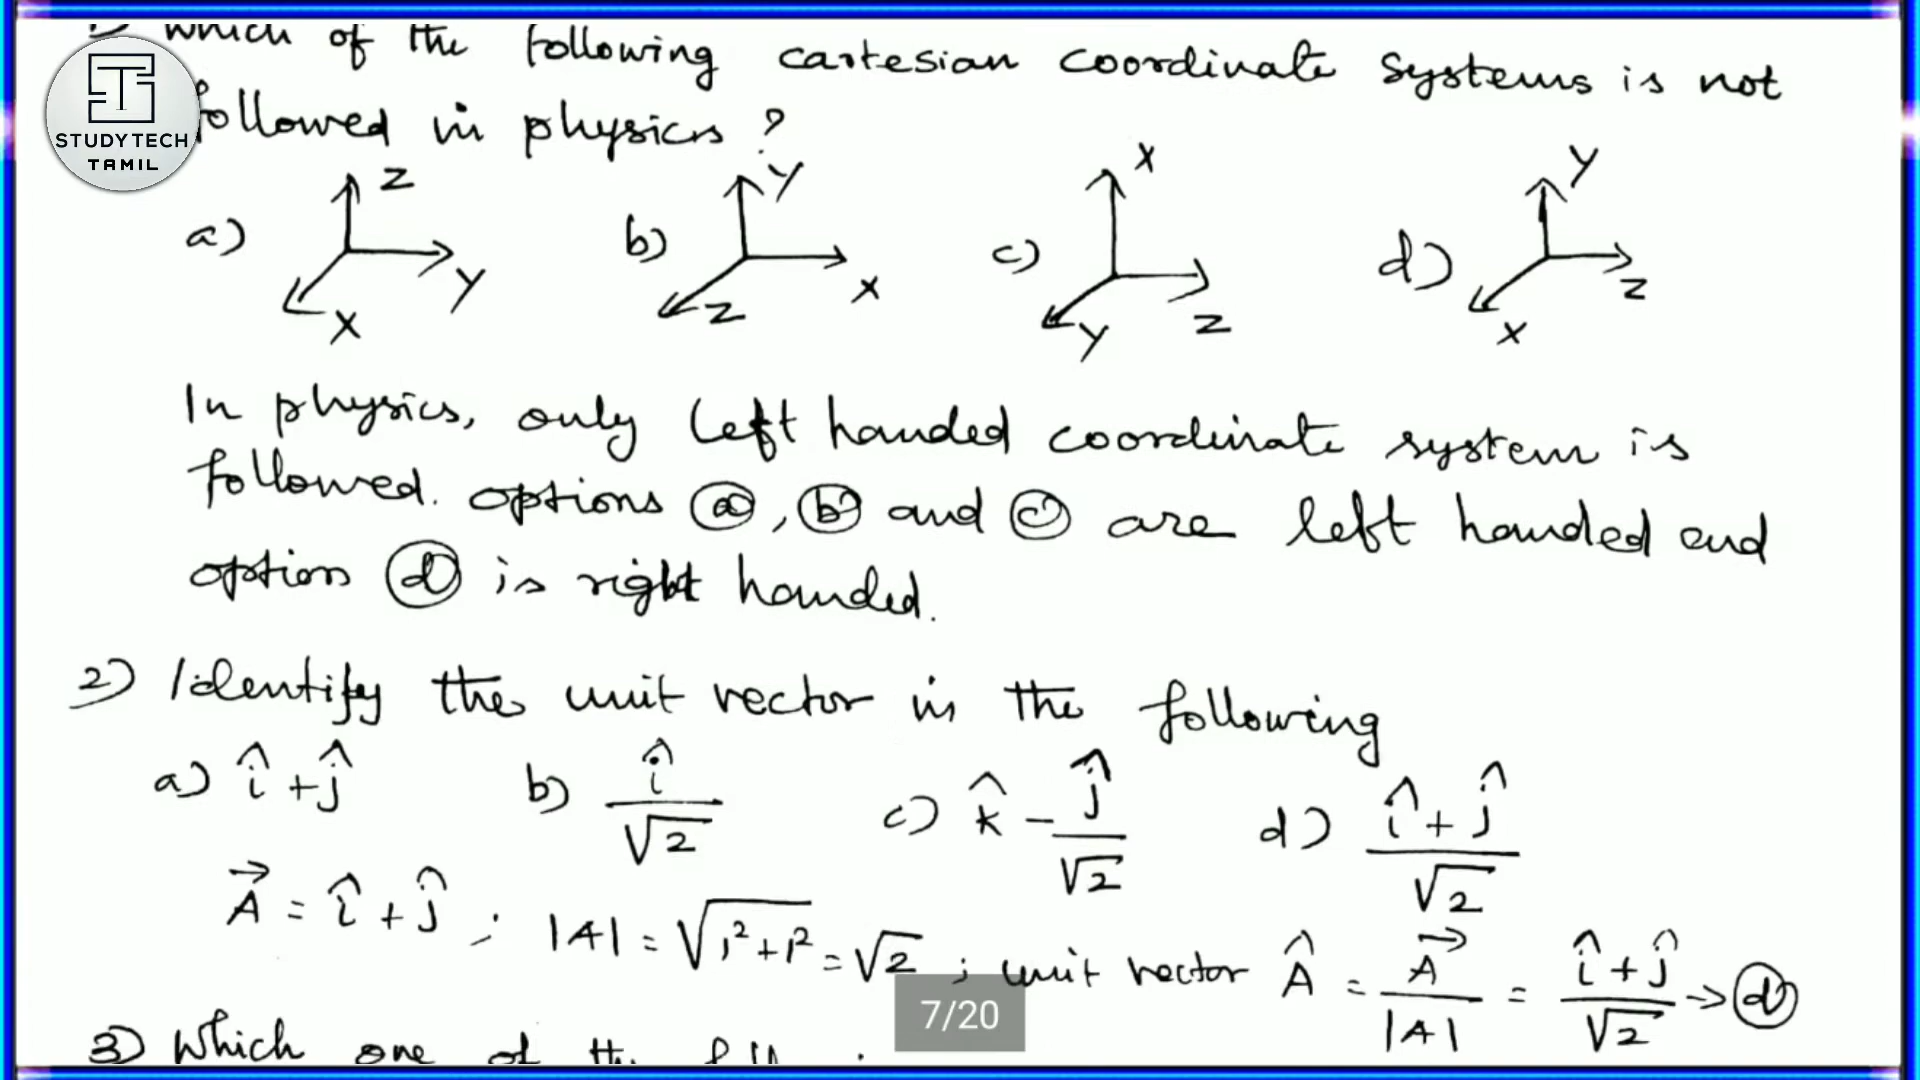 which of the following cartesian coordinate systems is not
followed in physics?
STUDYTECH
TAMIL
a) Z Y X
b) Y X Z
c) X Z Y
d) Y Z X
In physics, only left handed coordinate system is
followed. options ⓐ, ⓑ and ⓒ are left handed and
option ⓓ is right handed.
2) Identify the unit vector in the following
a) î + ĵ b) î/√2 c) k̂ - ĵ/√2 d) (î + ĵ)/√2
A⃗ = î + ĵ ; |A| = √(1²+1²) = √2 ; unit vector Â = A⃗/|A| = (î + ĵ)/√2 → ⓓ
7/20
3) Which one of the